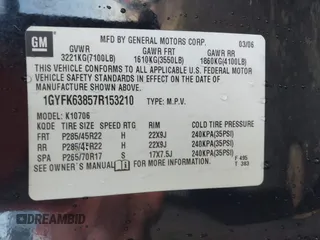 GM
MFD BY GENERAL MOTORS CORP. 03/06
GVWR GAWR FRT GAWR RR
3221KG(7100LB) 1610KG(3550LB) 1860KG(4100LB)
THIS VEHICLE CONFORMS TO ALL APPLICABLE U.S. FEDERAL MOTOR
VEHICLE SAFETY STANDARDS IN EFFECT ON THE DATE OF
MANUFACTURE SHOWN ABOVE.
1GYFK63857R153210 TYPE: M.P.V.
MODEL: K10706
TIRE SIZE SPEED RTG RIM COLD TIRE PRESSURE
FRT P285/45R22 H 22X9J 240KPA(35PSI)
RR P285/45R22 H 22X9J 240KPA(35PSI)
SPA P265/70R17 S 17X7.5J 240KPA(35PSI)
SEE OWNER'S MANUAL FOR MORE INFORMATION.
F 495
T 383
DREAMBID